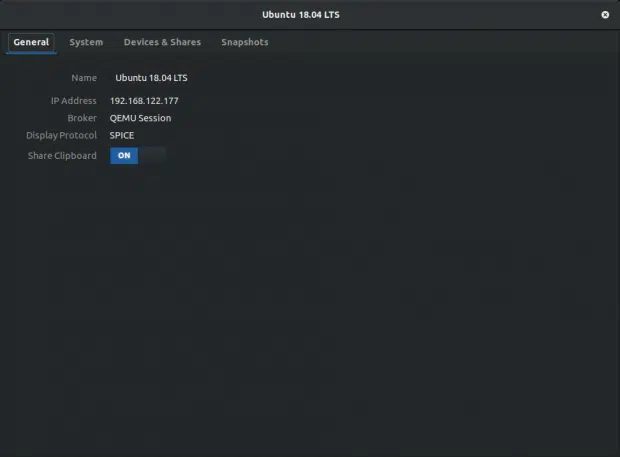 Ubuntu 18.04 LTS
General System Devices & Shares Snapshots
Name Ubuntu 18.04 LTS
IP Address 192.168.122.177
Broker QEMU Session
Display Protocol SPICE
Share Clipboard ON